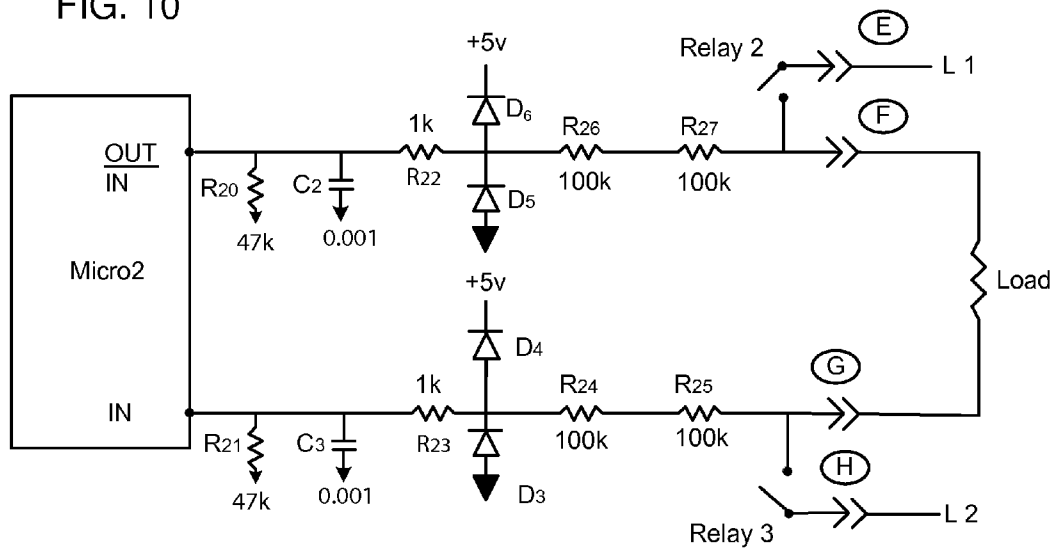 FIG. 10
+5v
Relay 2
E
L 1
D6
F
1k
R26
R27
OUT
IN
R20
C2
R22
100k
100k
D5
47k
0.001
Micro2
+5v
Load
D4
G
1k
R24
R25
IN
R21
C3
R23
100k
100k
H
47k
0.001
D3
L 2
Relay 3